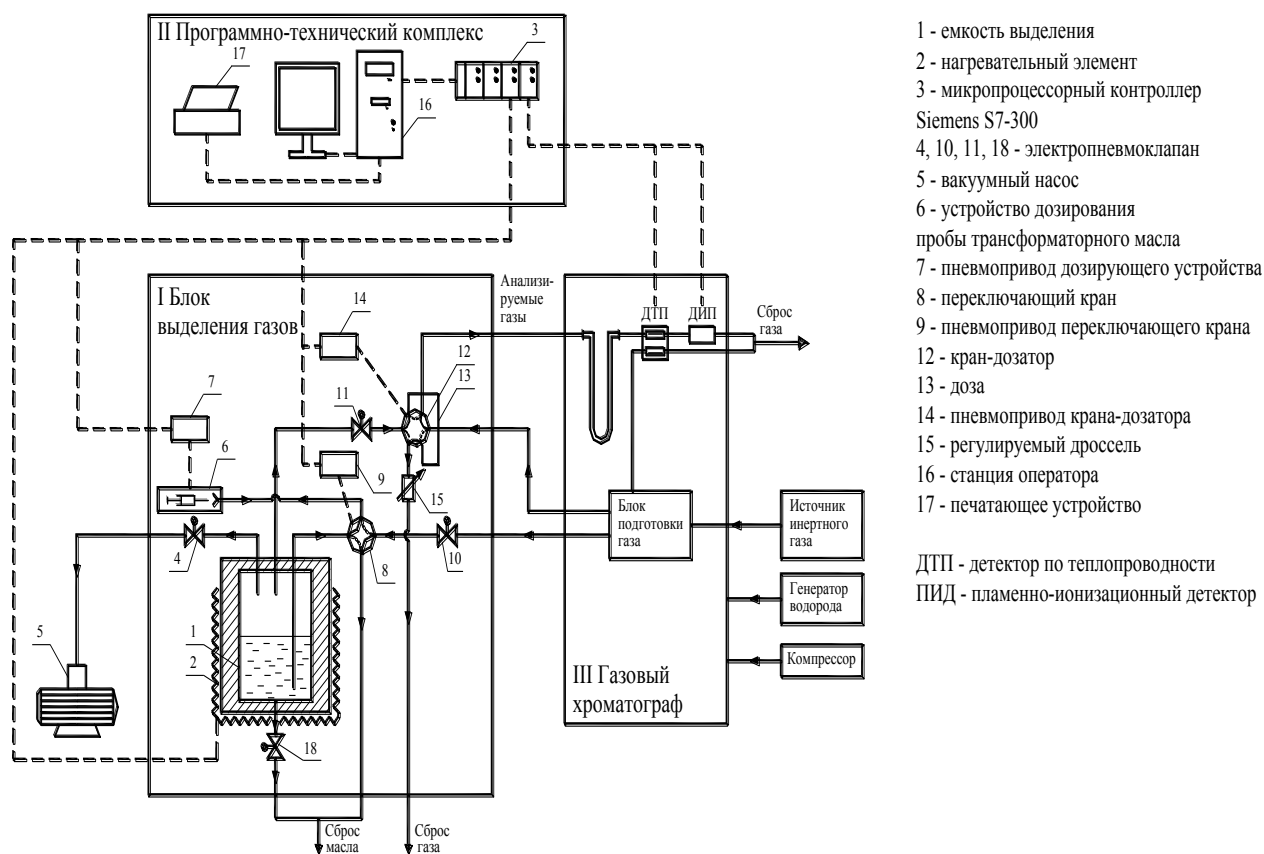 II Программно-технический комплекс
3
17
16
I Блок
выделения газов
14
Анализи-
руемые
газы
12
13
11
7
6
9
15
4
8
10
5
1
2
18
Сброс
масла
Сброс
газа
ДТП
ДИП
Сброс
газа
Блок
подготовки
газа
Источник
инертного
газа
Генератор
водорода
Компрессор
III Газовый
хроматограф
1 - емкость выделения
2 - нагревательный элемент
3 - микропроцессорный контроллер
Siemens S7-300
4, 10, 11, 18 - электропневмоклапан
5 - вакуумный насос
6 - устройство дозирования
пробы трансформаторного масла
7 - пневмопривод дозирующего устройства
8 - переключающий кран
9 - пневмопривод переключающего крана
12 - кран-дозатор
13 - доза
14 - пневмопривод крана-дозатора
15 - регулируемый дроссель
16 - станция оператора
17 - печатающее устройство
ДТП - детектор по теплопроводности
ПИД - пламенно-ионизационный детектор